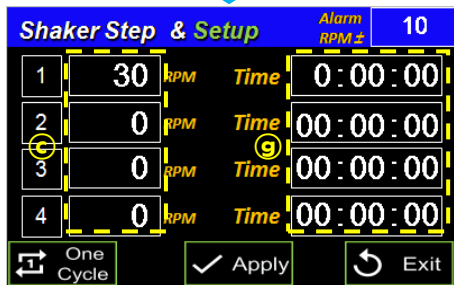 Shaker Step & Setup Alarm RPM± 10
1 30 RPM Time 0:00:00
2 0 RPM Time 00:00:00
c g
3 0 RPM Time 00:00:00
4 0 RPM Time 00:00:00
1 One Cycle Apply Exit